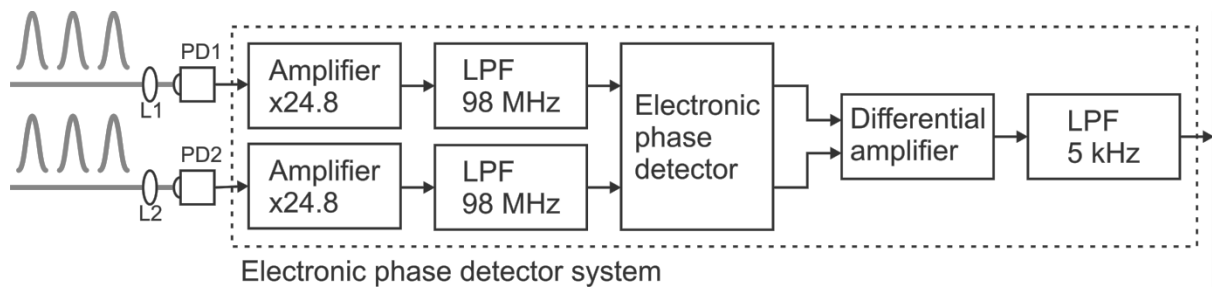 PD1
L1
Amplifier
x24.8
LPF
98 MHz
PD2
L2
Amplifier
x24.8
LPF
98 MHz
Electronic
phase
detector
Differential
amplifier
LPF
5 kHz
Electronic phase detector system